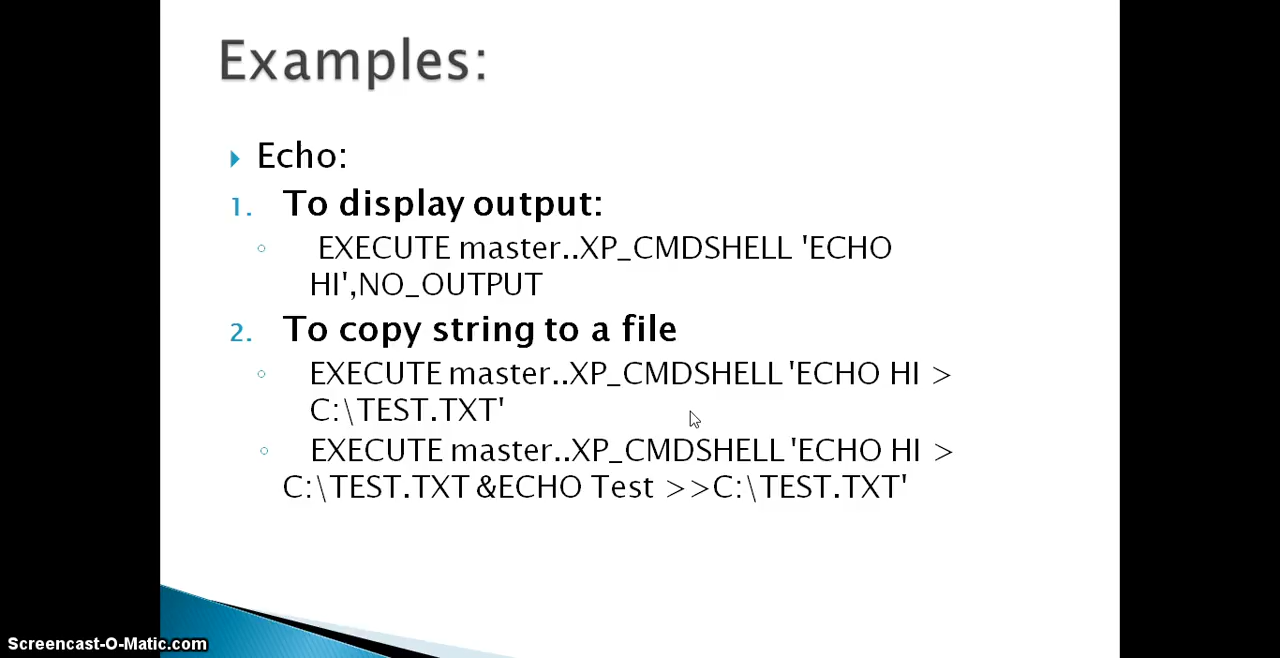 Examples:
Echo:
1. To display output:
EXECUTE master..XP_CMDSHELL 'ECHO
HI',NO_OUTPUT
2. To copy string to a file
EXECUTE master..XP_CMDSHELL 'ECHO HI >
C:\TEST.TXT'
EXECUTE master..XP_CMDSHELL 'ECHO HI >
C:\TEST.TXT &ECHO Test >>C:\TEST.TXT'
Screencast-O-Matic.com